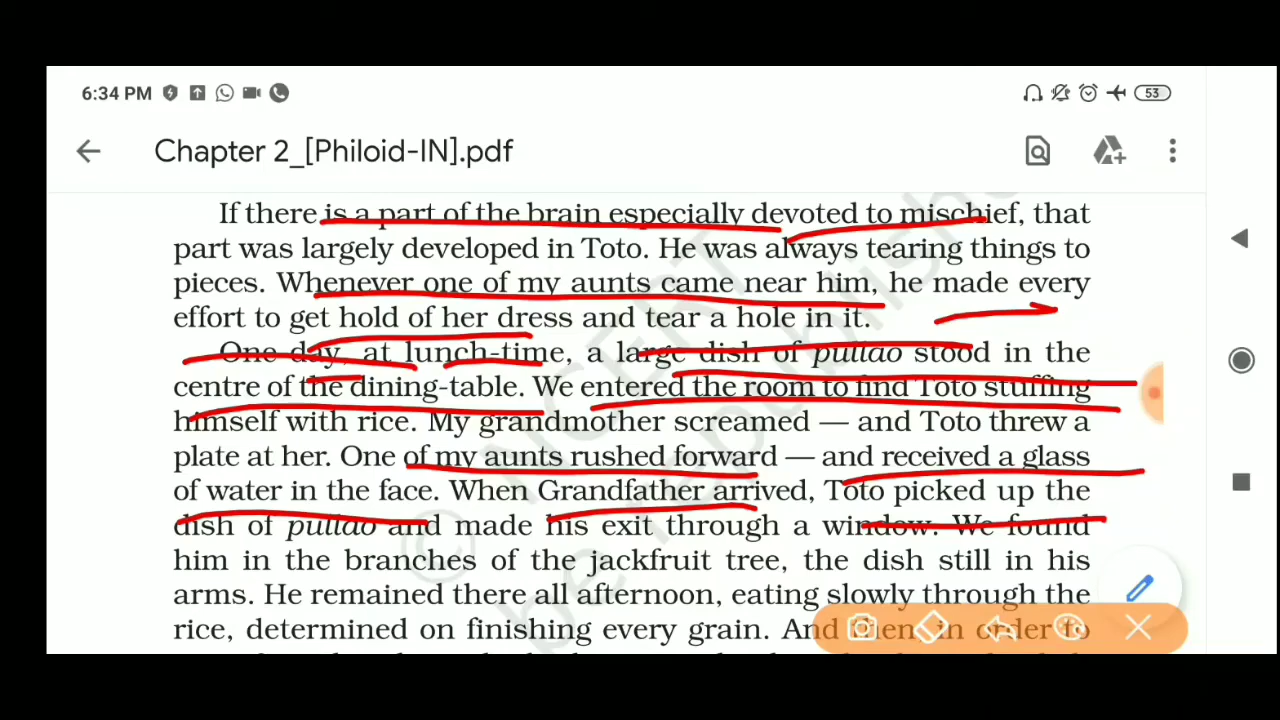 6:34 PM
53
Chapter 2_[Philoid-IN].pdf
If there is a part of the brain especially devoted to mischief, that
part was largely developed in Toto. He was always tearing things to
pieces. Whenever one of my aunts came near him, he made every
effort to get hold of her dress and tear a hole in it.
One day, at lunch-time, a large dish of pullao stood in the
centre of the dining-table. We entered the room to find Toto stuffing
himself with rice. My grandmother screamed — and Toto threw a
plate at her. One of my aunts rushed forward — and received a glass
of water in the face. When Grandfather arrived, Toto picked up the
dish of pullao and made his exit through a window. We found
him in the branches of the jackfruit tree, the dish still in his
arms. He remained there all afternoon, eating slowly through the
rice, determined on finishing every grain. And then, in order to
© NCERT
be republished